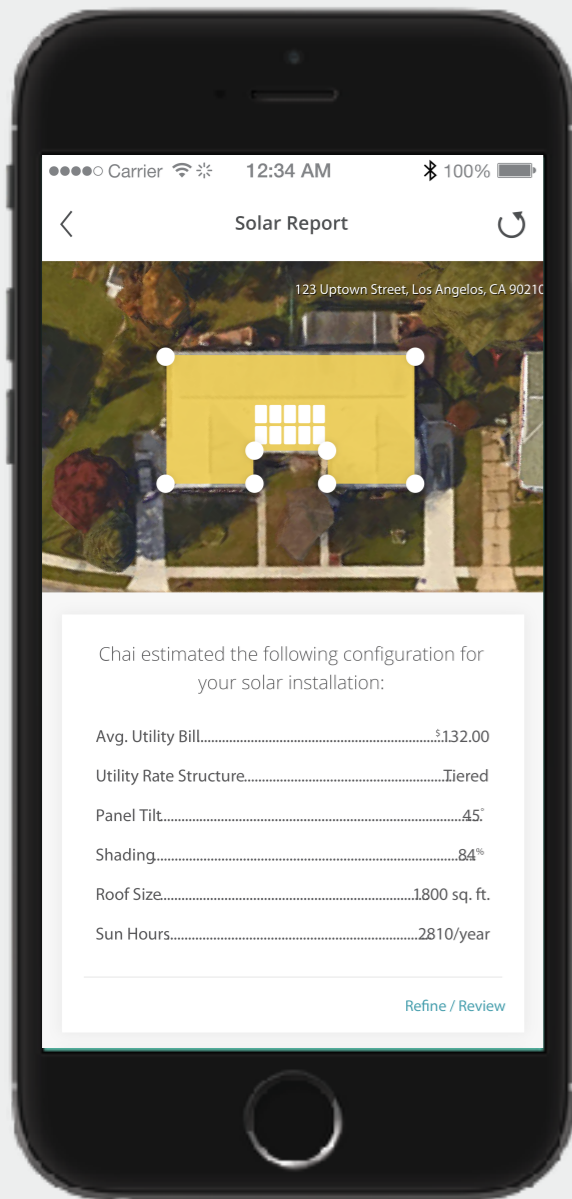 Carrier 12:34 AM 100%
Solar Report
123 Uptown Street, Los Angelos, CA 90210
Chai estimated the following configuration for
your solar installation:
Avg. Utility Bill........................$132.00
Utility Rate Structure........................Tiered
Panel Tilt........................45°
Shading........................84%
Roof Size........................1800 sq. ft.
Sun Hours........................2810/year
Refine / Review